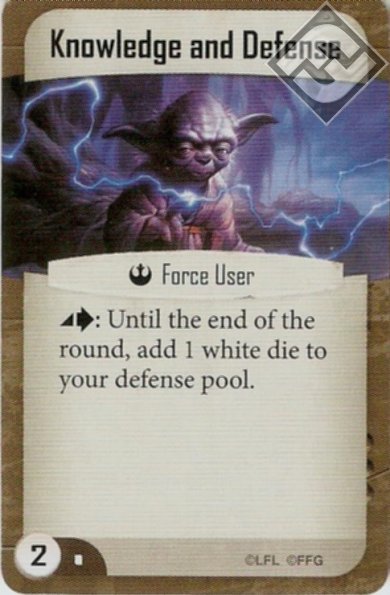 Knowledge and Defense
Force User
: Until the end of the
round, add 1 white die to
your defense pool.
2
©LFL ©FFG